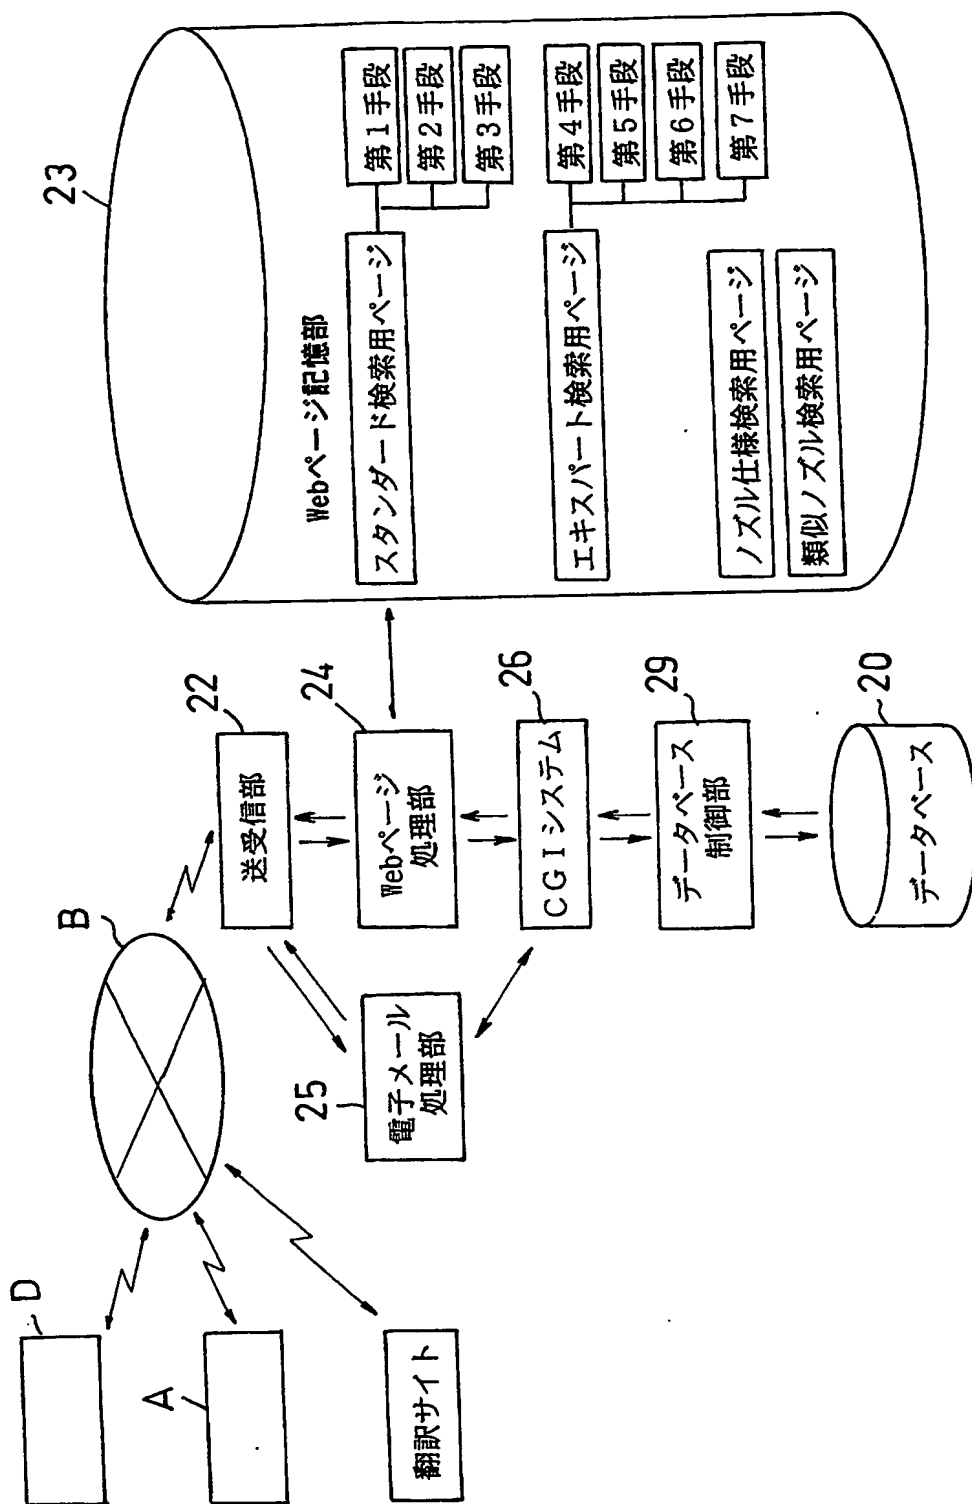 D
A
翻訳サイト
B
25
電子メール
処理部
22
送受信部
24
Webページ
処理部
26
CGIシステム
29
データベース
制御部
20
データベース
23
Webページ記憶部
スタンダード検索用ページ
第1手段
第2手段
第3手段
エキスパート検索用ページ
第4手段
第5手段
第6手段
第7手段
ノズル仕様検索用ページ
類似ノズル検索用ページ